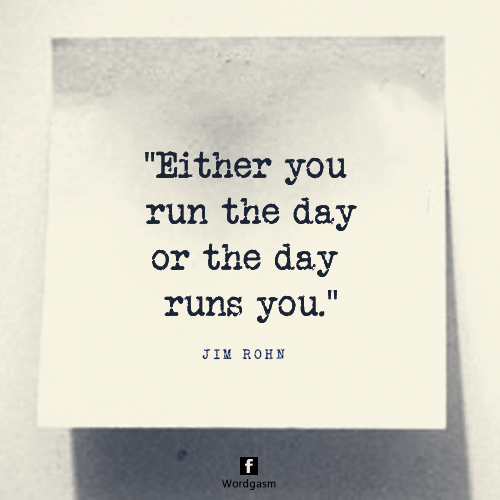 "Either you
run the day
or the day
runs you."
JIM ROHN
f
Wordgasm